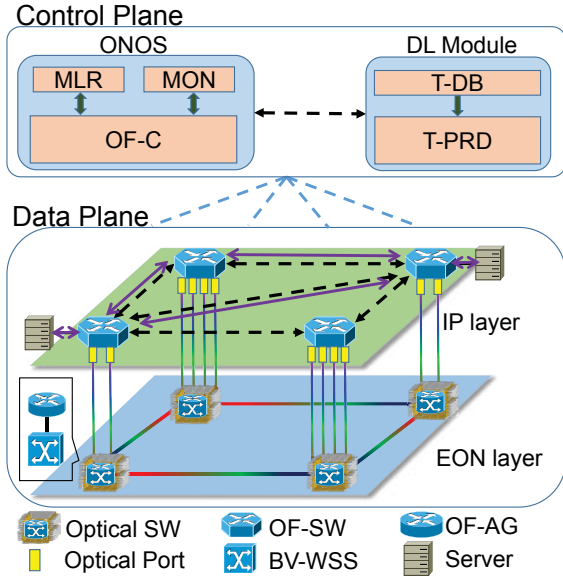 Control Plane
ONOS
DL Module
MLR
MON
T-DB
OF-C
T-PRD
Data Plane
IP layer
EON layer
Optical SW
OF-SW
OF-AG
Optical Port
BV-WSS
Server